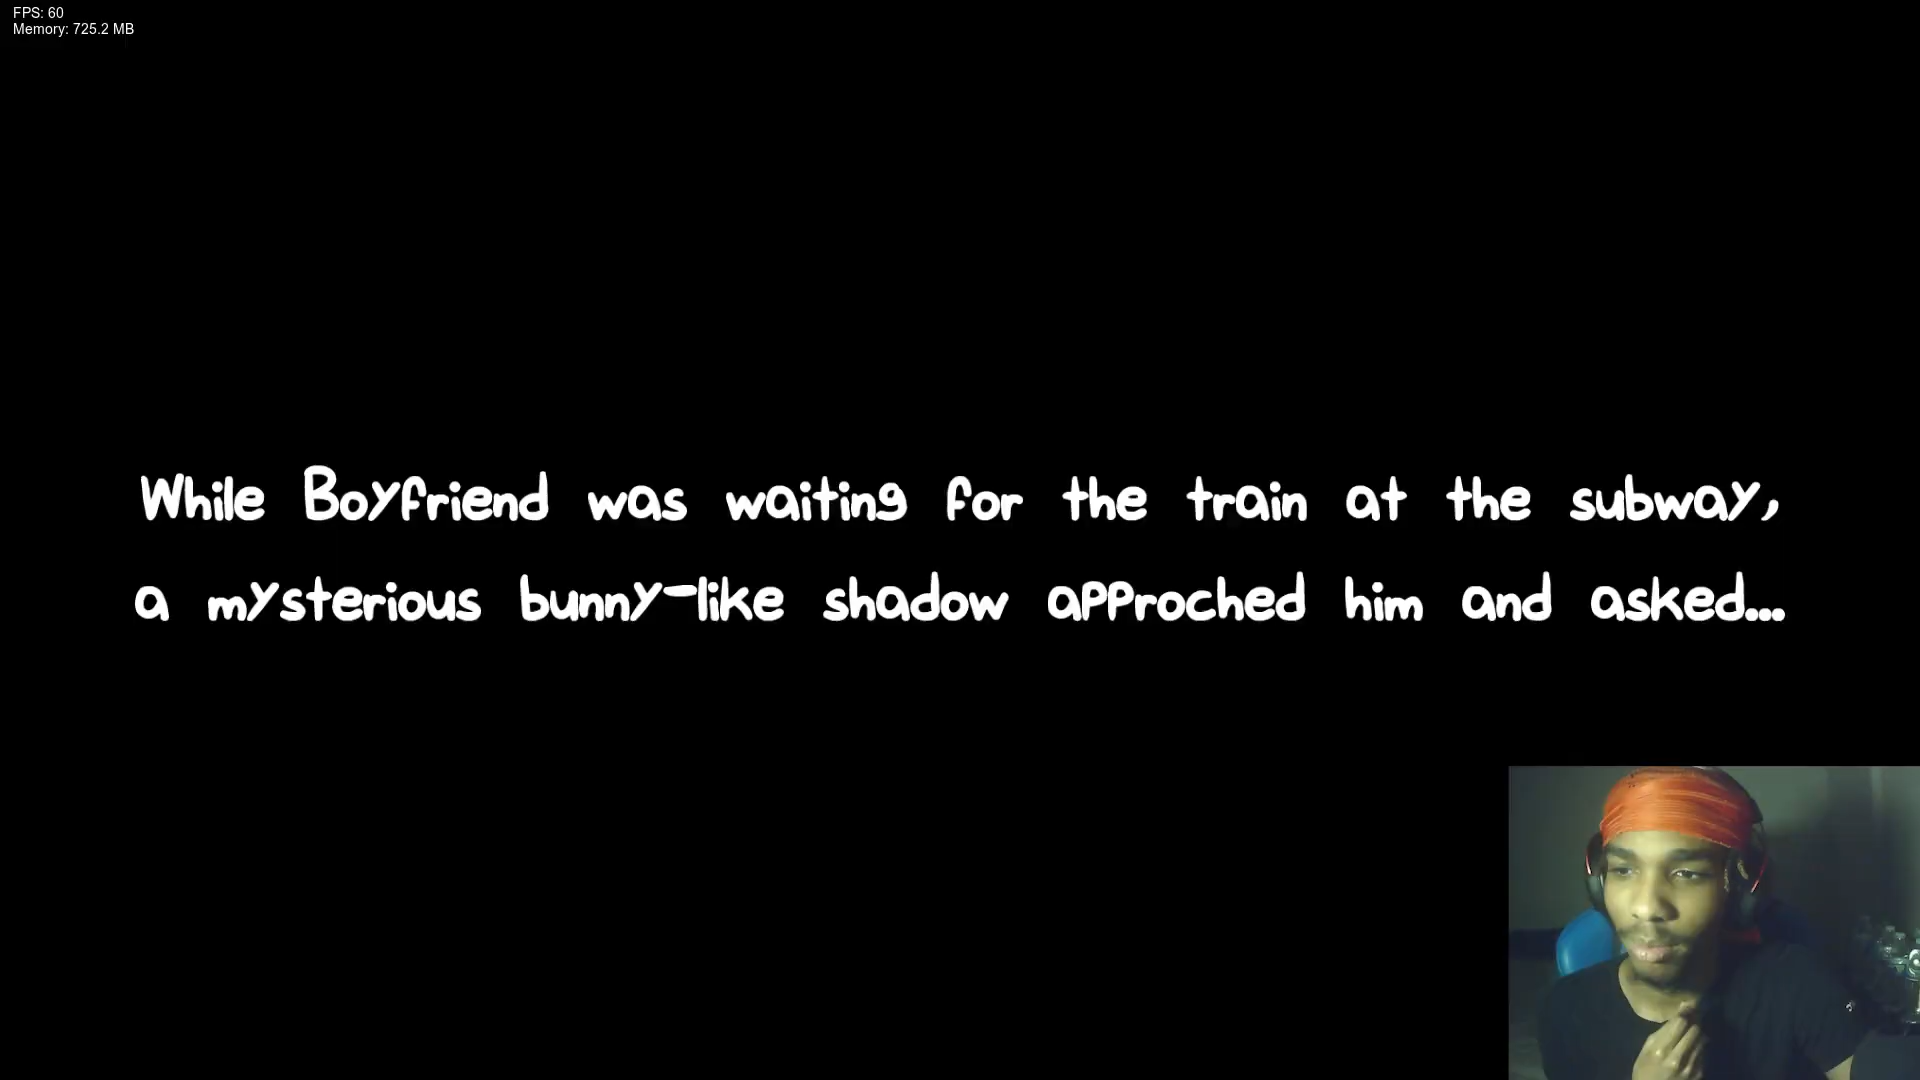 FPS: 60
Memory: 725.2 MB
While Boyfriend was waiting for the train at the subway,
a mysterious bunny-like shadow approched him and asked...